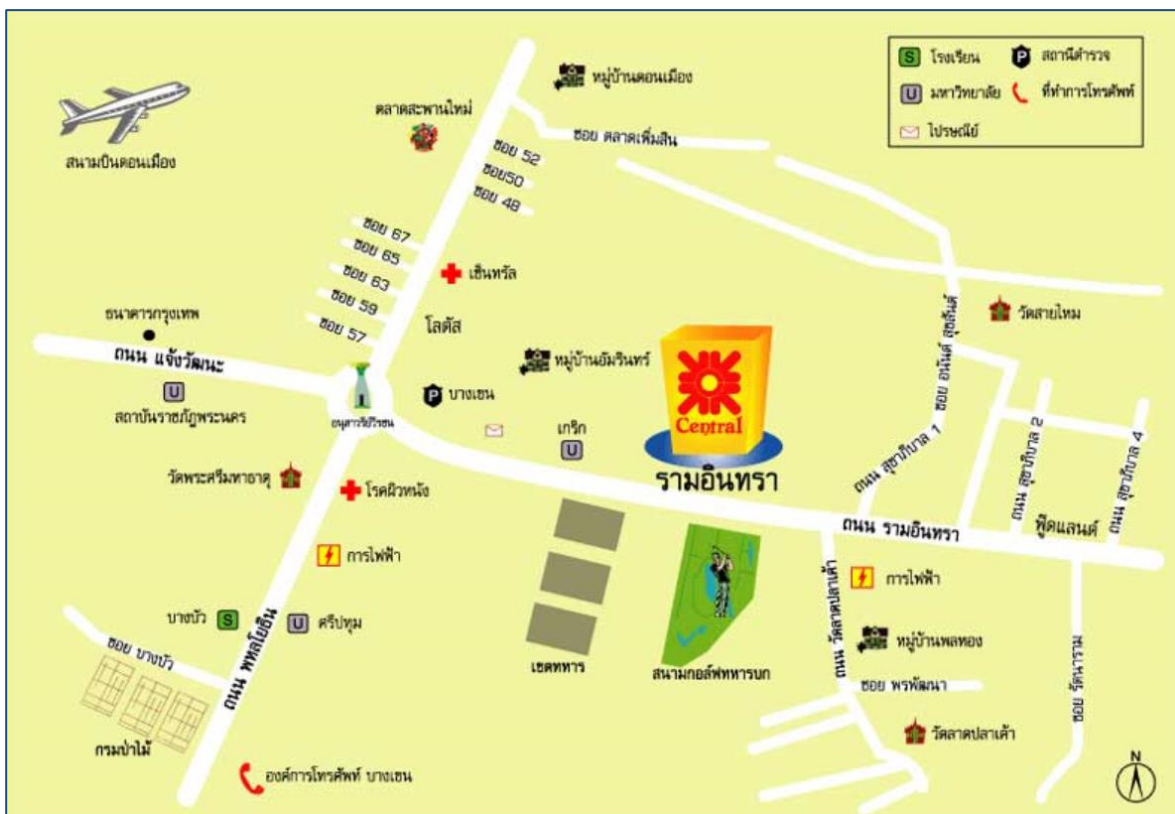 สนามบินดอนเมือง
ตลาดสะพานใหม่
หมู่บ้านดอนเมือง
ซอย ตลาดเพิ่มสิน
S โรงเรียน
P สถานีตำรวจ
U มหาวิทยาลัย
ที่ทำการโทรศัพท์
ไปรษณีย์
ซอย 52
ซอย50
ซอย 48
ซอย 67
ซอย 65
ซอย 63
ซอย 59
ซอย 57
เซ็นทรัล
โลตัส
ธนาคารกรุงเทพ
ถนน แจ้งวัฒนะ
U
สถาบันราชภัฏพระนคร
อนุสาวรีย์วีรชน
P บางเขน
หมู่บ้านอัมรินทร์
เกริก
U
Central
รามอินทรา
วัดสายไหม
ซอย อนันต์ สุขสันต์
ถนน สุขาภิบาล 1
ถนน สุขาภิบาล 2
ถนน สุขาภิบาล 4
ฟู๊ดแลนด์
ถนน รามอินทรา
วัดพระศรีมหาธาตุ
โรคผิวหนัง
การไฟฟ้า
บางบัว S
U ศรีปทุม
ซอย บางบัว
ถนน พหลโยธิน
กรมป่าไม้
องค์การโทรศัพท์ บางเขน
เขตทหาร
สนามกอล์ฟทหารบก
ถนน วัดลาดปลาเค้า
การไฟฟ้า
หมู่บ้านพลทอง
ซอย พรพัฒนา
วัดลาดปลาเค้า
ซอย รัตนาราม
N